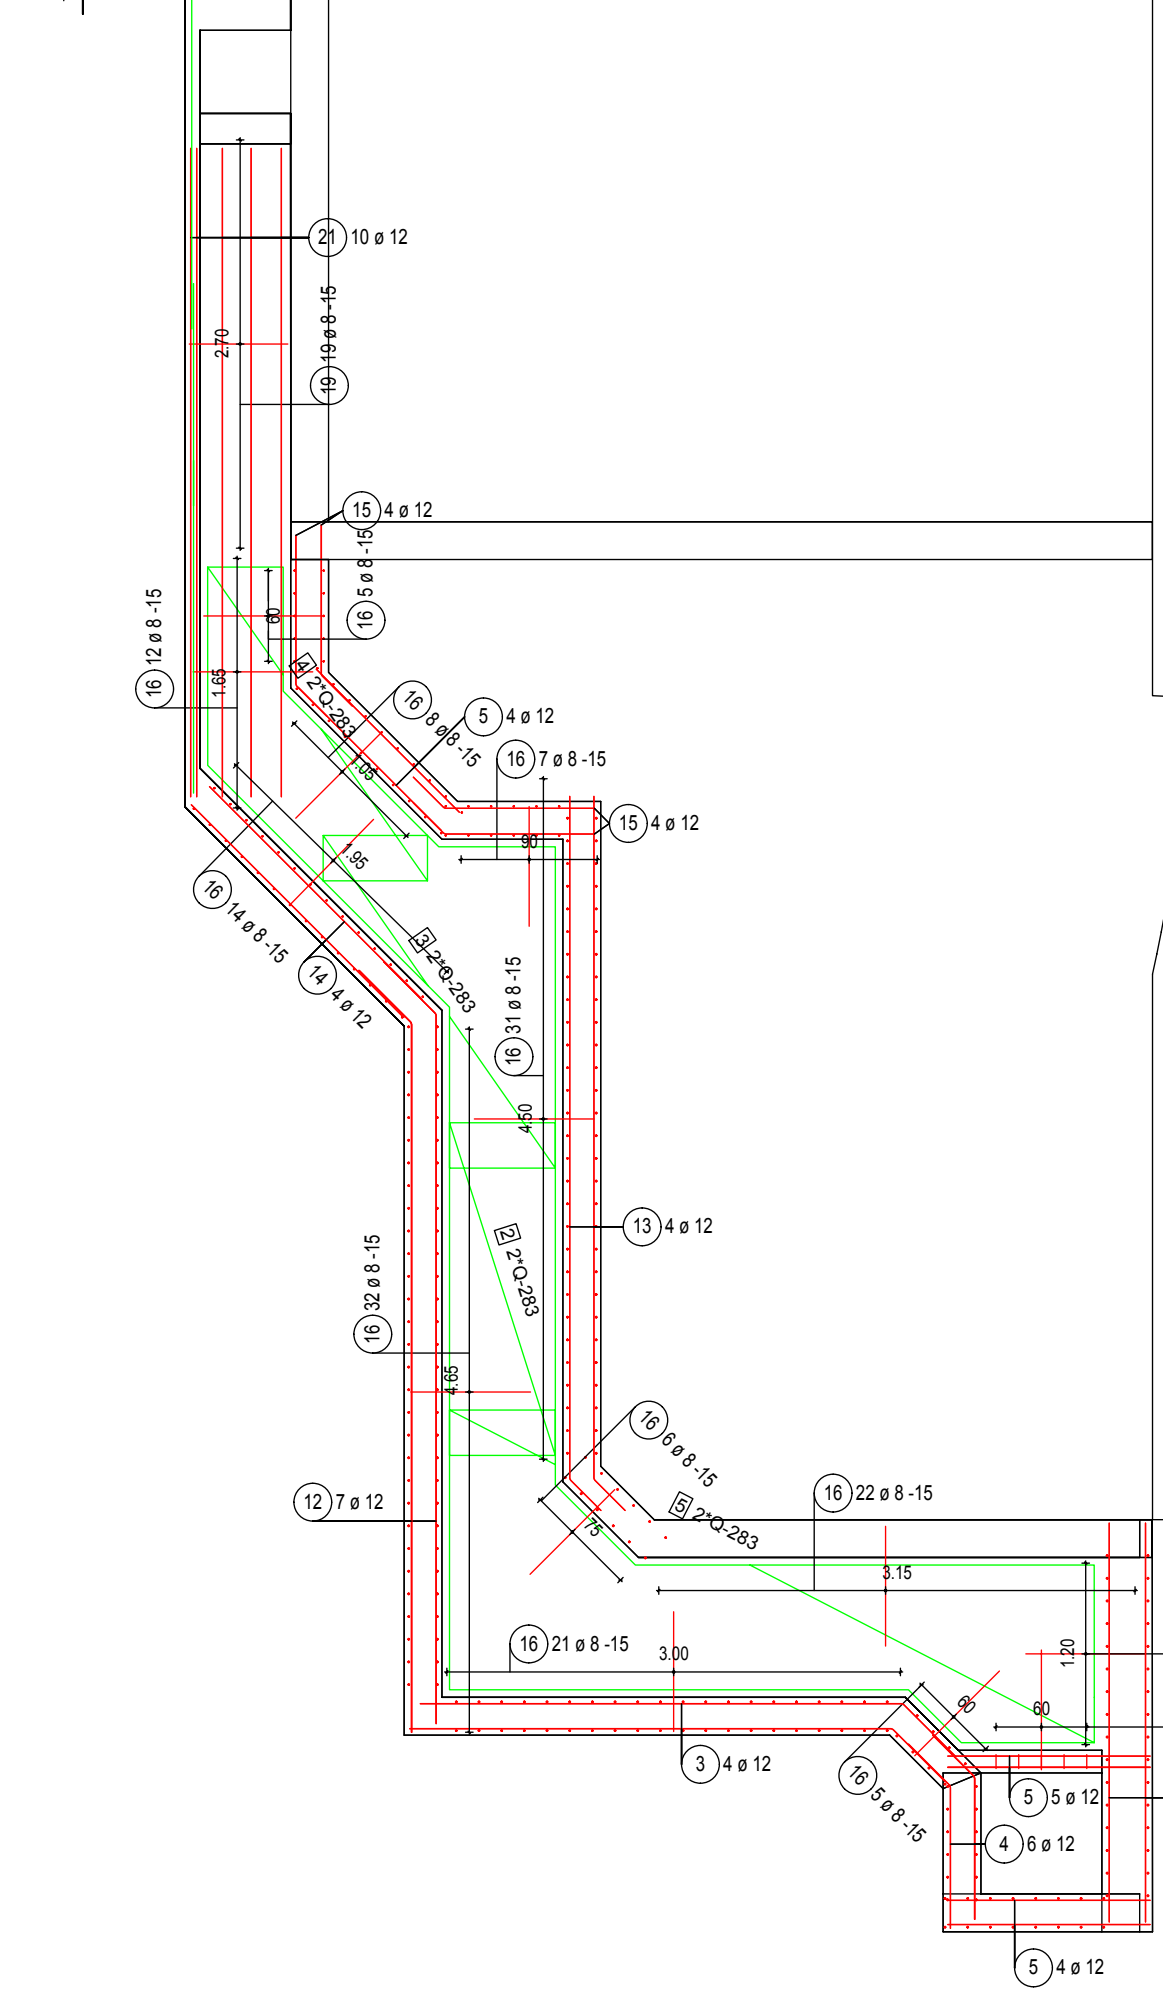 21 10 ø 12
2.70
19 19 ø 8 -15
15 4 ø 12
16 5 ø 8 -15
60
16 12 ø 8 -15
1.65
4 2*Q-283
16 8 ø 8 -15
5 4 ø 12
1.05
16 7 ø 8 -15
15 4 ø 12
90
1.95
16 14 ø 8 -15
3 2*Q-283
14 4 ø 12
16 31 ø 8 -15
4.50
13 4 ø 12
2 2*Q-283
16 32 ø 8 -15
4.65
16 6 ø 8 -15
12 7 ø 12
5 2*Q-283
75
16 22 ø 8 -15
3.15
16 21 ø 8 -15
3.00
1.20
60
60
3 4 ø 12
16 5 ø 8 -15
5 5 ø 12
4 6 ø 12
5 4 ø 12